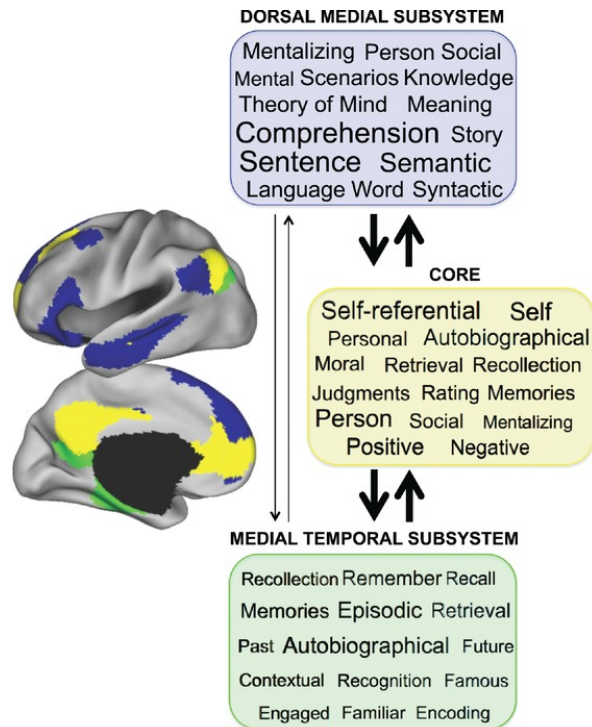 DORSAL MEDIAL SUBSYSTEM
Mentalizing Person Social
Mental Scenarios Knowledge
Theory of Mind Meaning
Comprehension Story
Sentence Semantic
Language Word Syntactic
CORE
Self-referential Self
Personal Autobiographical
Moral Retrieval Recollection
Judgments Rating Memories
Person Social Mentalizing
Positive Negative
MEDIAL TEMPORAL SUBSYSTEM
Recollection Remember Recall
Memories Episodic Retrieval
Past Autobiographical Future
Contextual Recognition Famous
Engaged Familiar Encoding